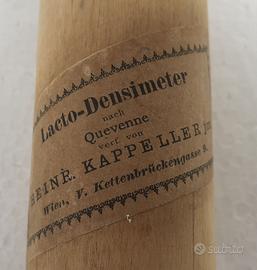 Lacto-Densimeter
nach
Quevenne
verf. von
HEINR. KAPPELLER
Wien, V. Kettenbrückengasse 9.
subito